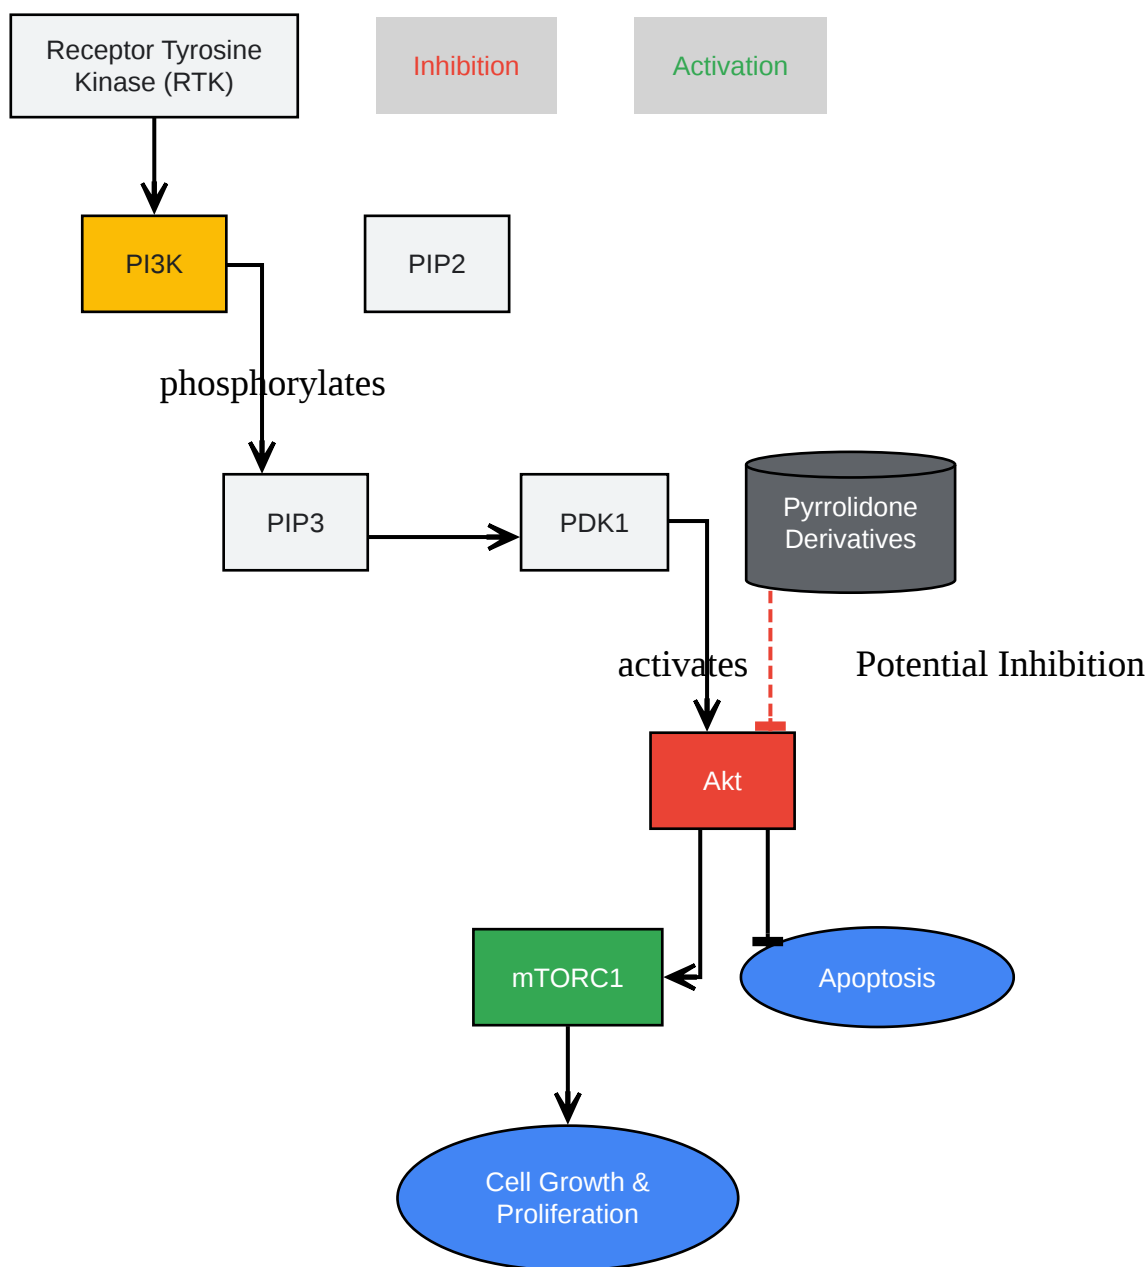 Receptor Tyrosine
Kinase (RTK)
Inhibition
Activation
PI3K
PIP2
phosphorylates
PIP3
PDK1
Pyrrolidone
Derivatives
activates
Potential Inhibition
Akt
mTORC1
Apoptosis
Cell Growth &
Proliferation